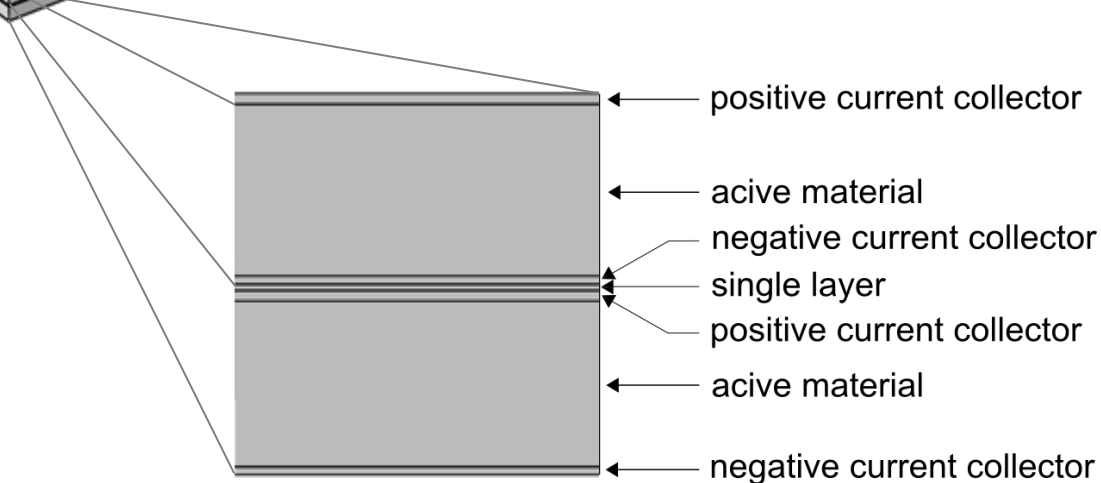 positive current collector
acive material
negative current collector
single layer
positive current collector
acive material
negative current collector